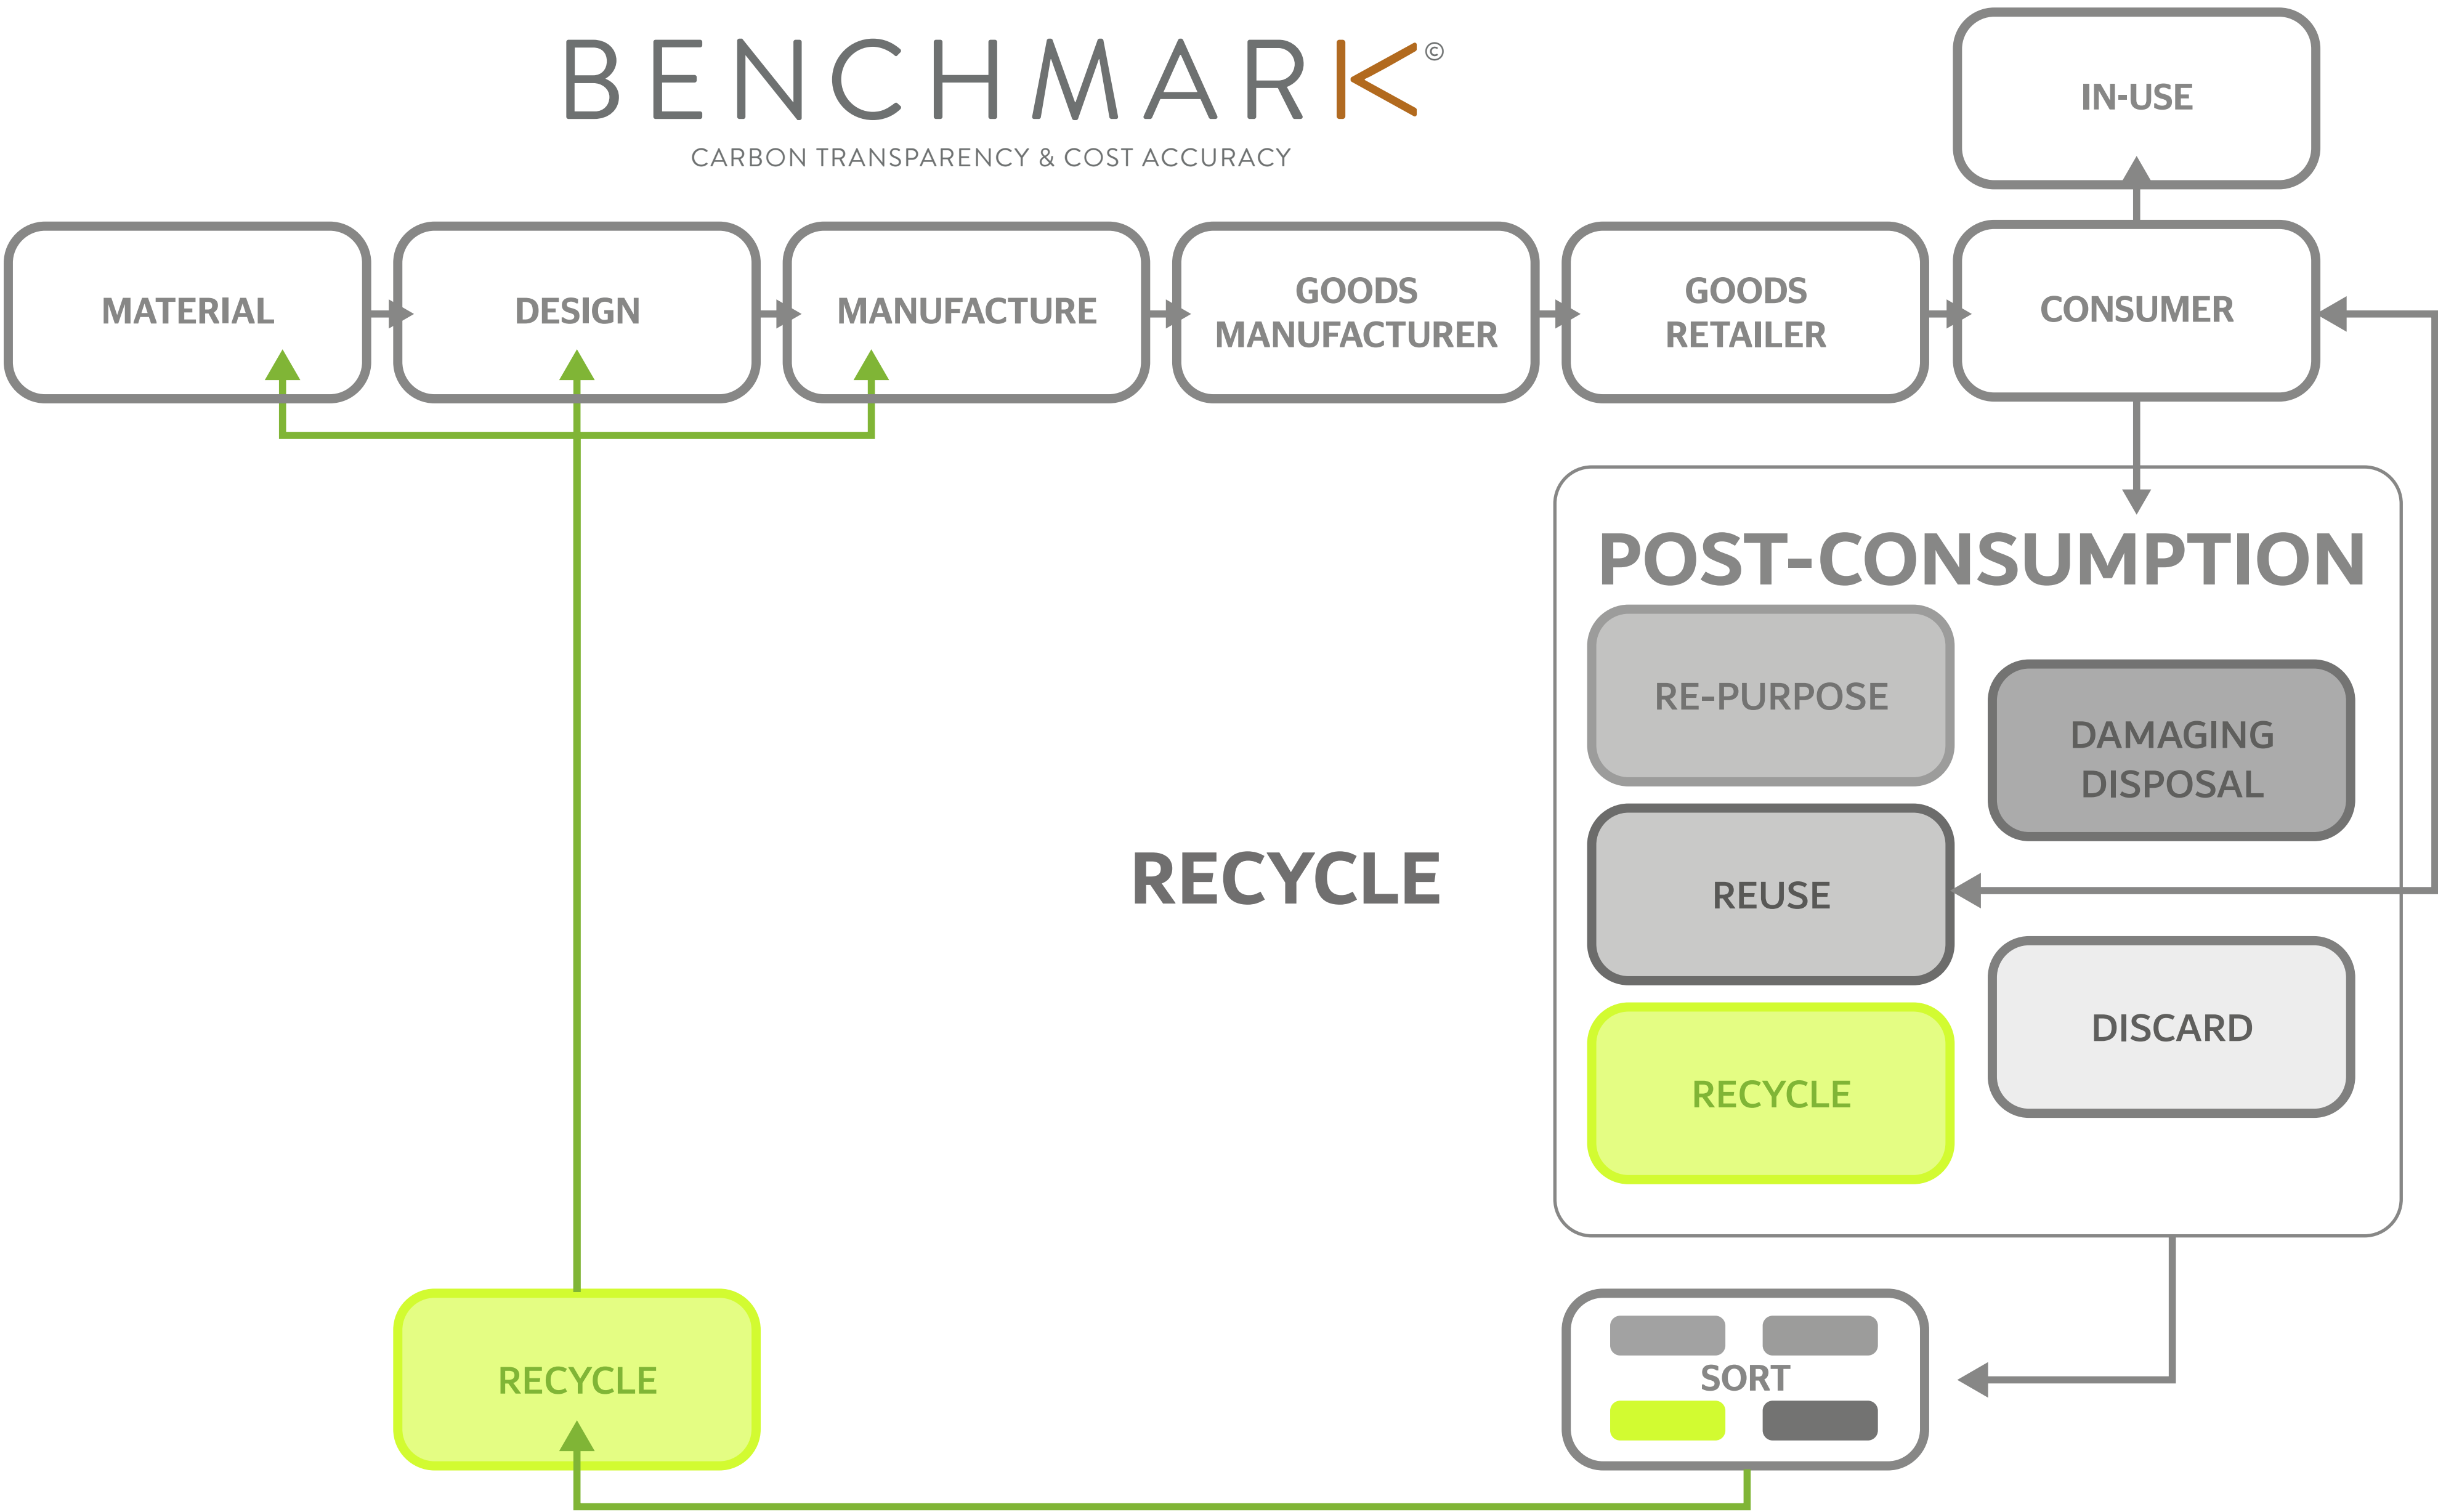 BENCHMARK©
CARBON TRANSPARENCY & COST ACCURACY
IN-USE
MATERIAL
DESIGN
MANUFACTURE
GOODS
MANUFACTURER
GOODS
RETAILER
CONSUMER
POST-CONSUMPTION
RE-PURPOSE
DAMAGING
DISPOSAL
RECYCLE
REUSE
DISCARD
RECYCLE
RECYCLE
SORT